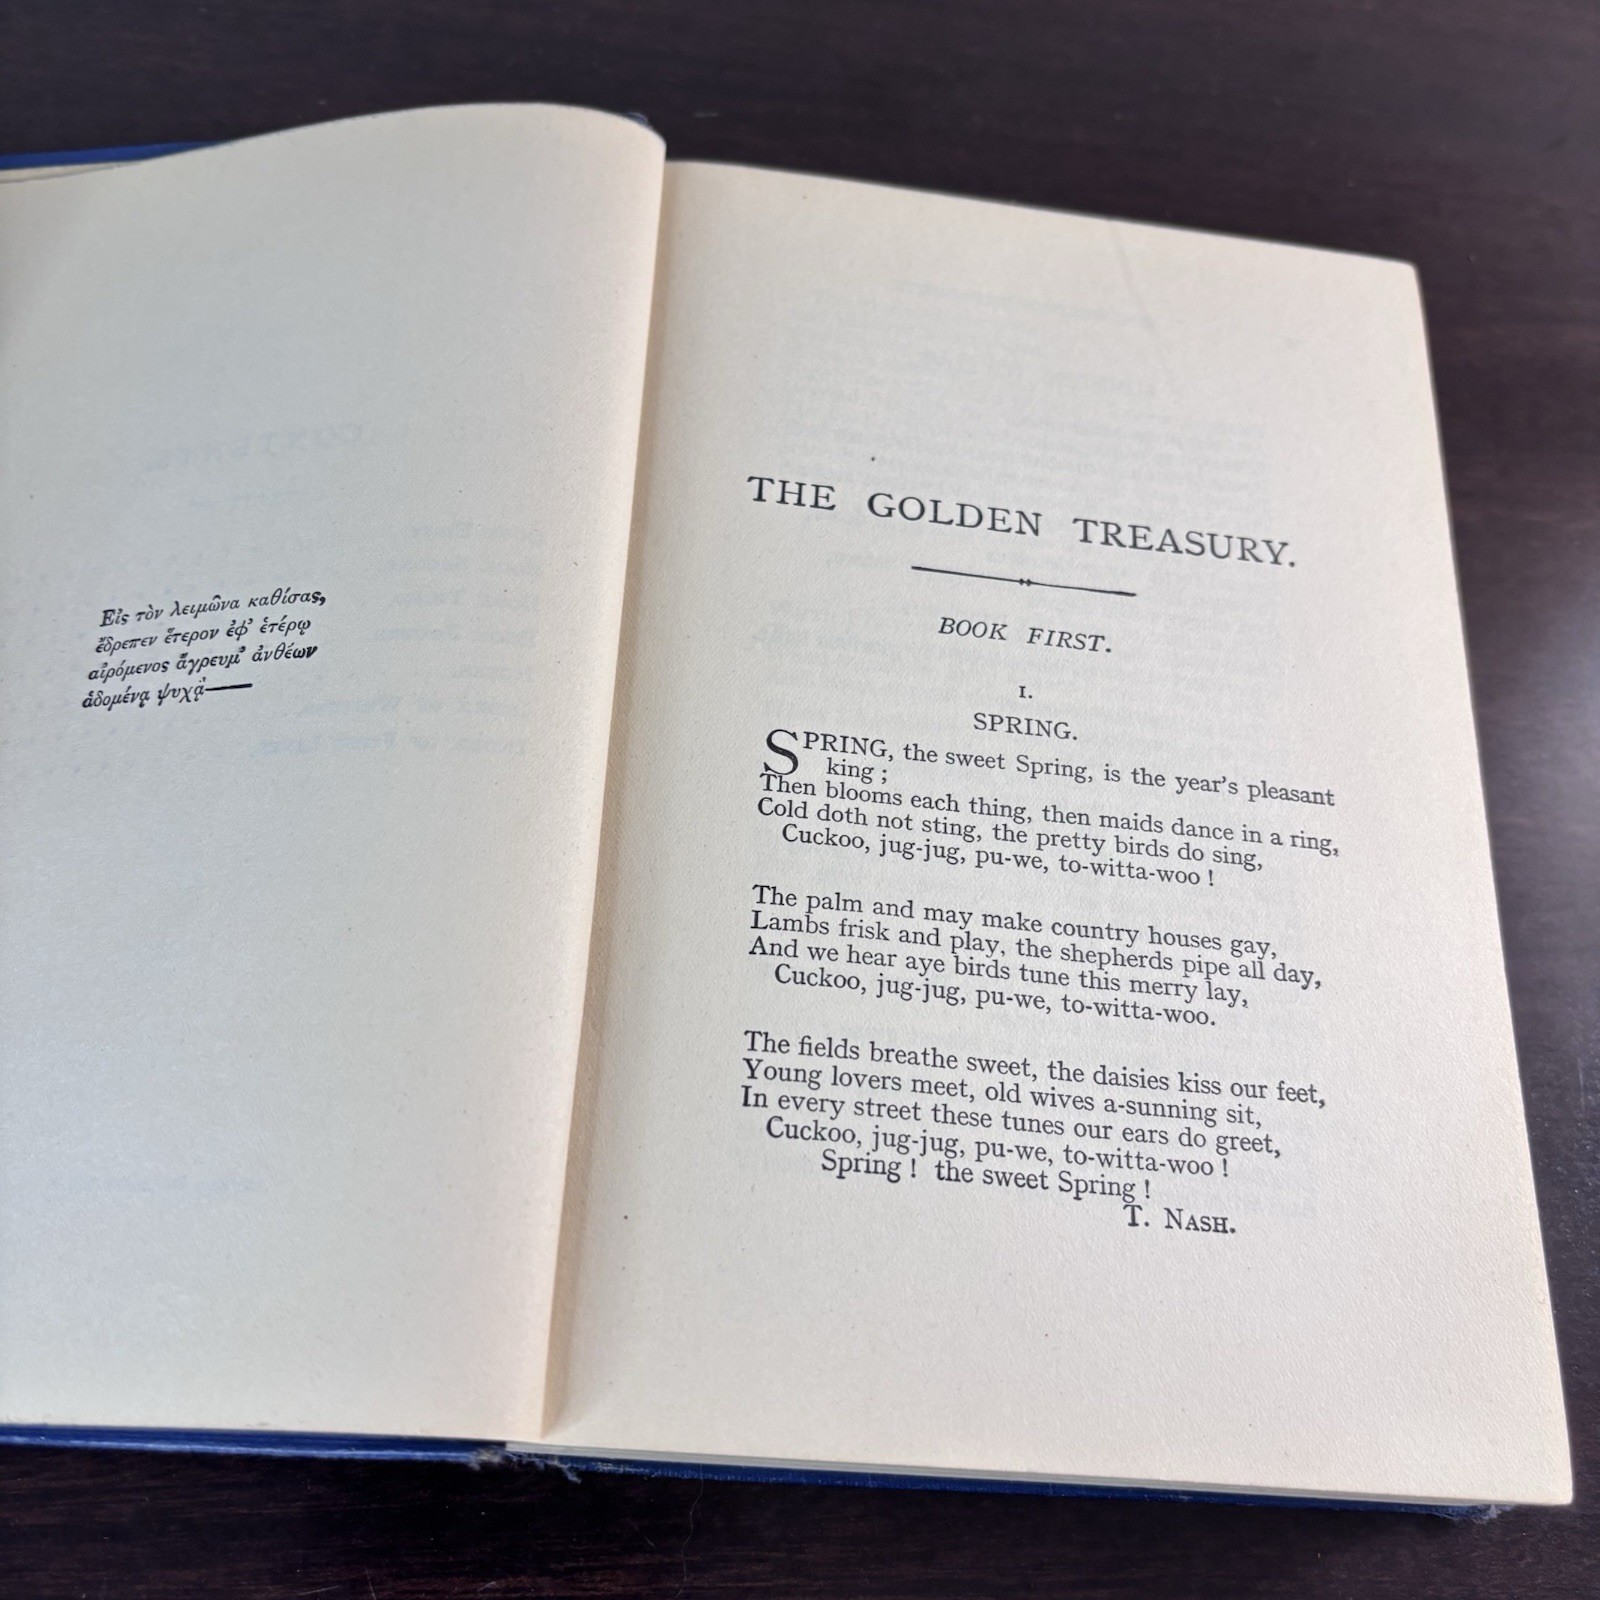 Εἰς τὸν λειμῶνα καθίσας,
ἔδρεπεν ἕτερον ἐφ' ἑτέρῳ
αἰρόμενος ἄγρευμ' ἀνθέων
ἁδομένᾳ ψυχᾷ—
THE GOLDEN TREASURY.
BOOK FIRST.
I.
SPRING.
SPRING, the sweet Spring, is the year's pleasant
king ;
Then blooms each thing, then maids dance in a ring,
Cold doth not sting, the pretty birds do sing,
Cuckoo, jug-jug, pu-we, to-witta-woo !
The palm and may make country houses gay,
Lambs frisk and play, the shepherds pipe all day,
And we hear aye birds tune this merry lay,
Cuckoo, jug-jug, pu-we, to-witta-woo.
The fields breathe sweet, the daisies kiss our feet,
Young lovers meet, old wives a-sunning sit,
In every street these tunes our ears do greet,
Cuckoo, jug-jug, pu-we, to-witta-woo !
Spring ! the sweet Spring !
T. NASH.